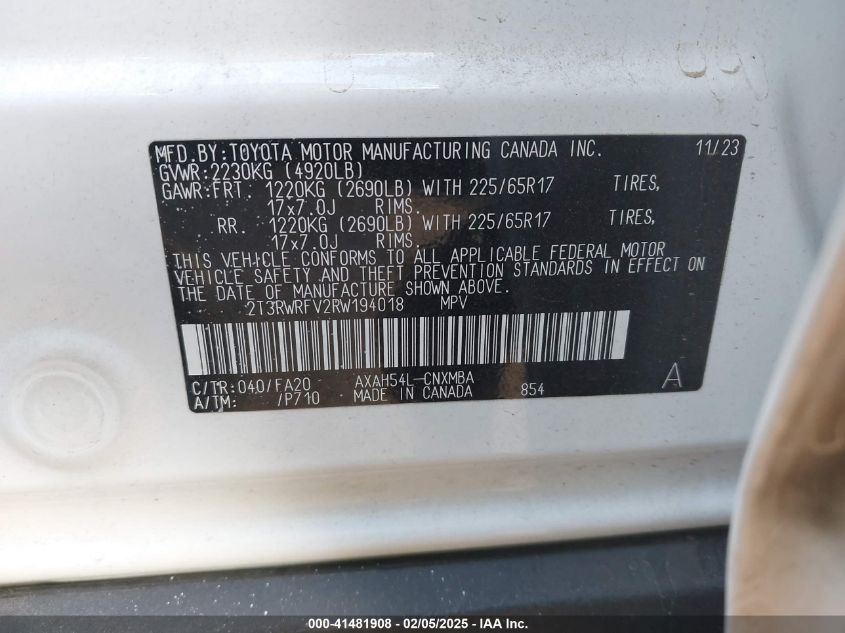 MFD.BY:TOYOTA MOTOR MANUFACTURING CANADA INC. 11/23
GVWR:2230KG (4920LB)
GAWR:FRT. 1220KG (2690LB) WITH 225/65R17 TIRES,
17x7.0J RIMS.
RR. 1220KG (2690LB) WITH 225/65R17 TIRES,
17x7.0J RIMS.
THIS VEHICLE CONFORMS TO ALL APPLICABLE FEDERAL MOTOR
VEHICLE SAFETY AND THEFT PREVENTION STANDARDS IN EFFECT ON
THE DATE OF MANUFACTURE SHOWN ABOVE.
2T3RWRFV2RW194018 MPV
C/TR:040/FA20 AXAH54L-CNXMBA A
A/TM: /P710 MADE IN CANADA 854
000-41481908 - 02/05/2025 - IAA Inc.